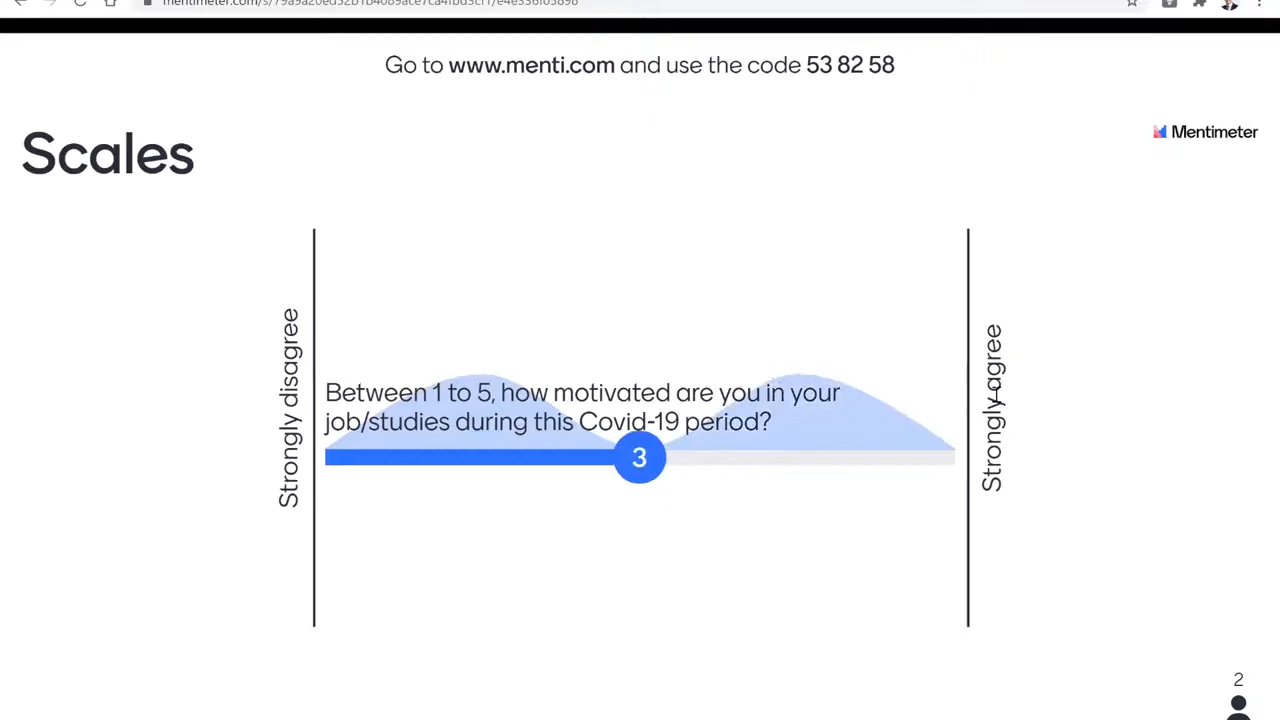 Go to www.menti.com and use the code 53 82 58
Scales
Mentimeter
Strongly disagree
Between 1 to 5, how motivated are you in your
job/studies during this Covid-19 period?
3
Strongly agree
2